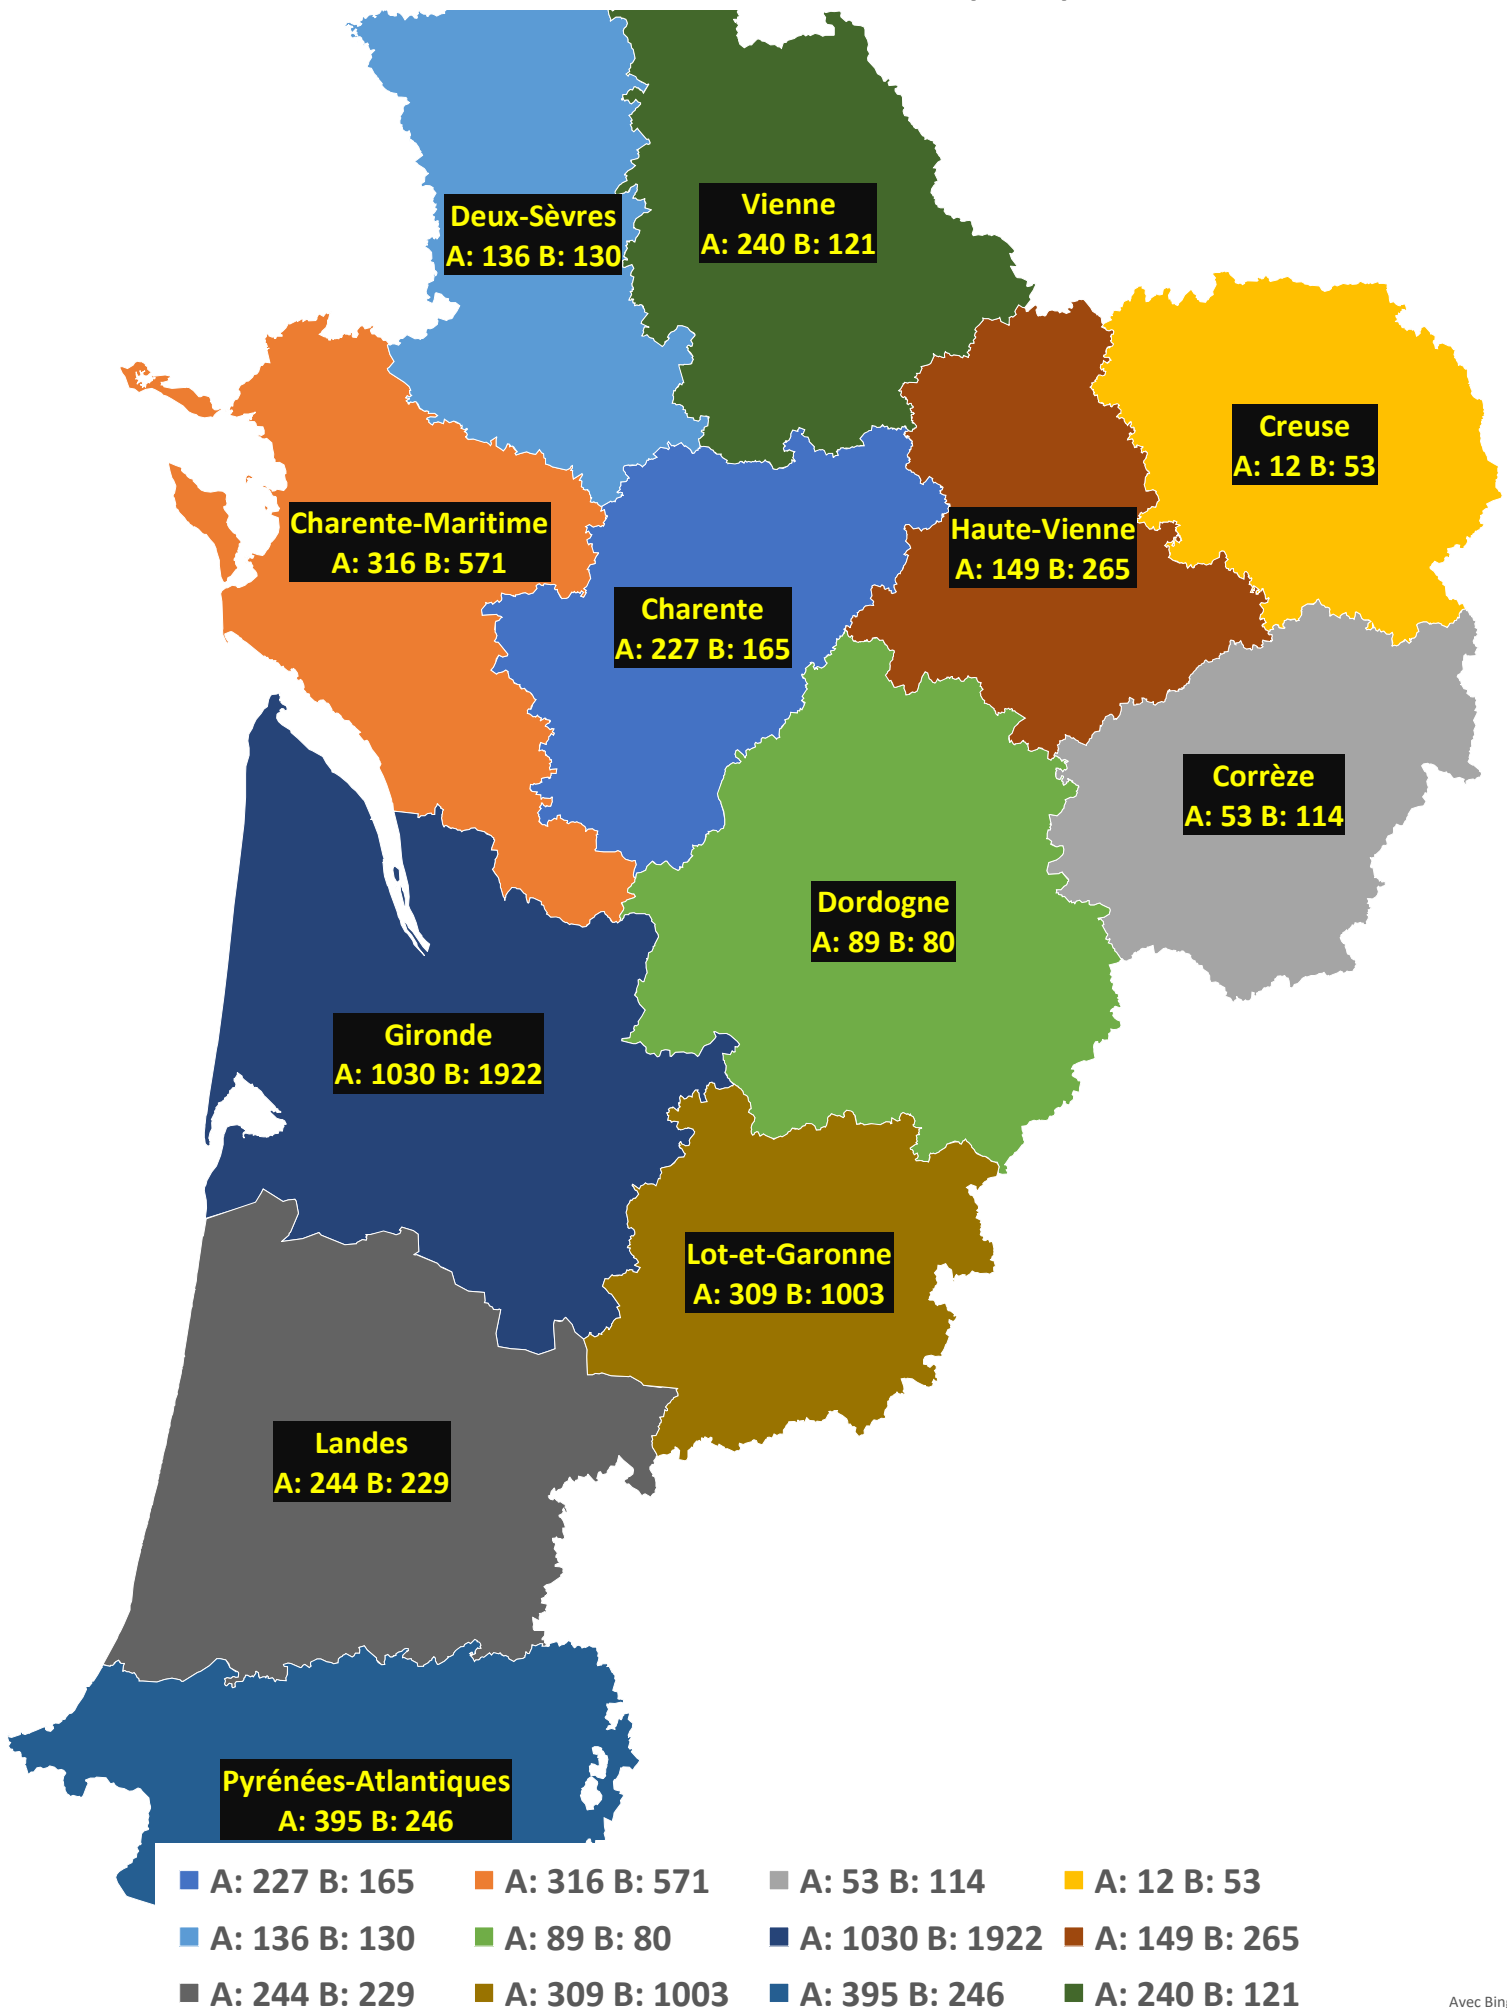 Deux-Sèvres
A: 136 B: 130
Vienne
A: 240 B: 121
Creuse
A: 12 B: 53
Charente-Maritime
A: 316 B: 571
Haute-Vienne
A: 149 B: 265
Charente
A: 227 B: 165
Corrèze
A: 53 B: 114
Dordogne
A: 89 B: 80
Gironde
A: 1030 B: 1922
Lot-et-Garonne
A: 309 B: 1003
Landes
A: 244 B: 229
Pyrénées-Atlantiques
A: 395 B: 246
A: 227 B: 165 A: 316 B: 571 A: 53 B: 114 A: 12 B: 53
A: 136 B: 130 A: 89 B: 80 A: 1030 B: 1922 A: 149 B: 265
A: 244 B: 229 A: 309 B: 1003 A: 395 B: 246 A: 240 B: 121
Avec Bin